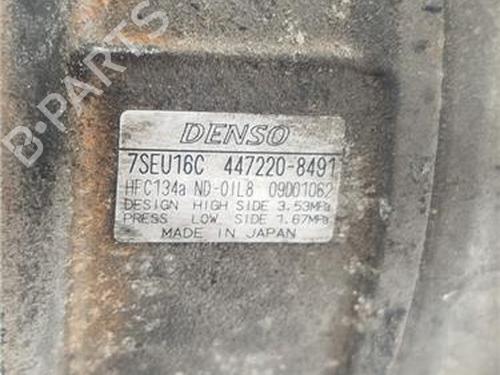 B-PARTS
DENSO
7SEU16C 447220-8491
HFC134a ND-OIL8 09D01062
DESIGN HIGH SIDE 3.53MPa
PRESS LOW SIDE 1.67MPa
MADE IN JAPAN